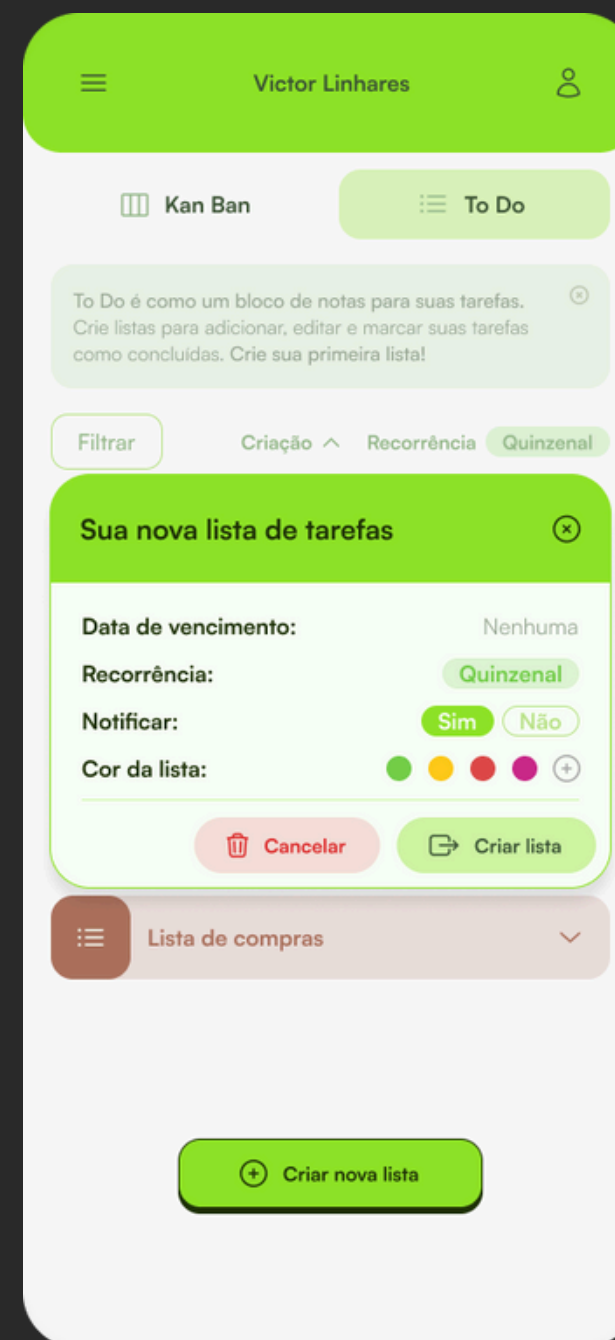 Victor Linhares
Kan Ban
To Do
To Do é como um bloco de notas para suas tarefas.
Crie listas para adicionar, editar e marcar suas tarefas
como concluídas. Crie sua primeira lista!
Filtrar Criação Recorrência Quinzenal
Sua nova lista de tarefas
Data de vencimento: Nenhuma
Recorrência: Quinzenal
Notificar: Sim Não
Cor da lista:
Cancelar Criar lista
Lista de compras
Criar nova lista